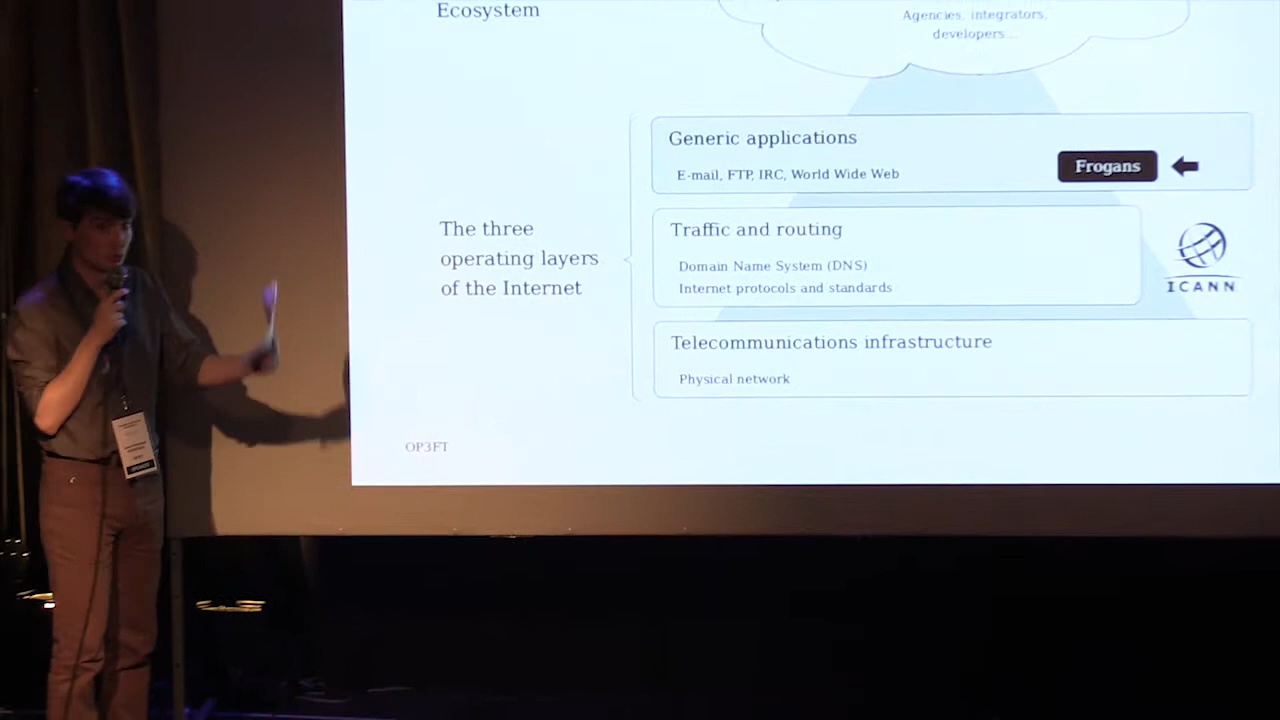 Ecosystem
Agencies, integrators,
developers...
Generic applications
E-mail, FTP, IRC, World Wide Web
Frogans
The three
operating layers
of the Internet
Traffic and routing
Domain Name System (DNS)
Internet protocols and standards
ICANN
Telecommunications infrastructure
Physical network
OP3FT